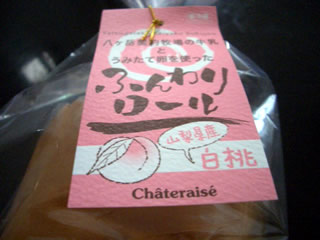 八ヶ岳契約牧場の牛乳
と
うみたて卵を使った
ふんわり
ロール
山梨県産
白桃
Châteraisé